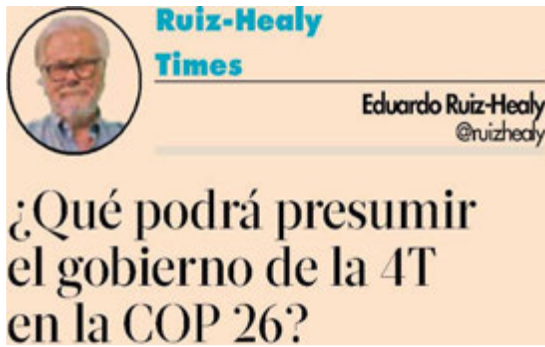 Ruiz-Healy
Times
Eduardo Ruiz-Healy
@ruizhealy
¿Qué podrá presumir
el gobierno de la 4T
en la COP 26?